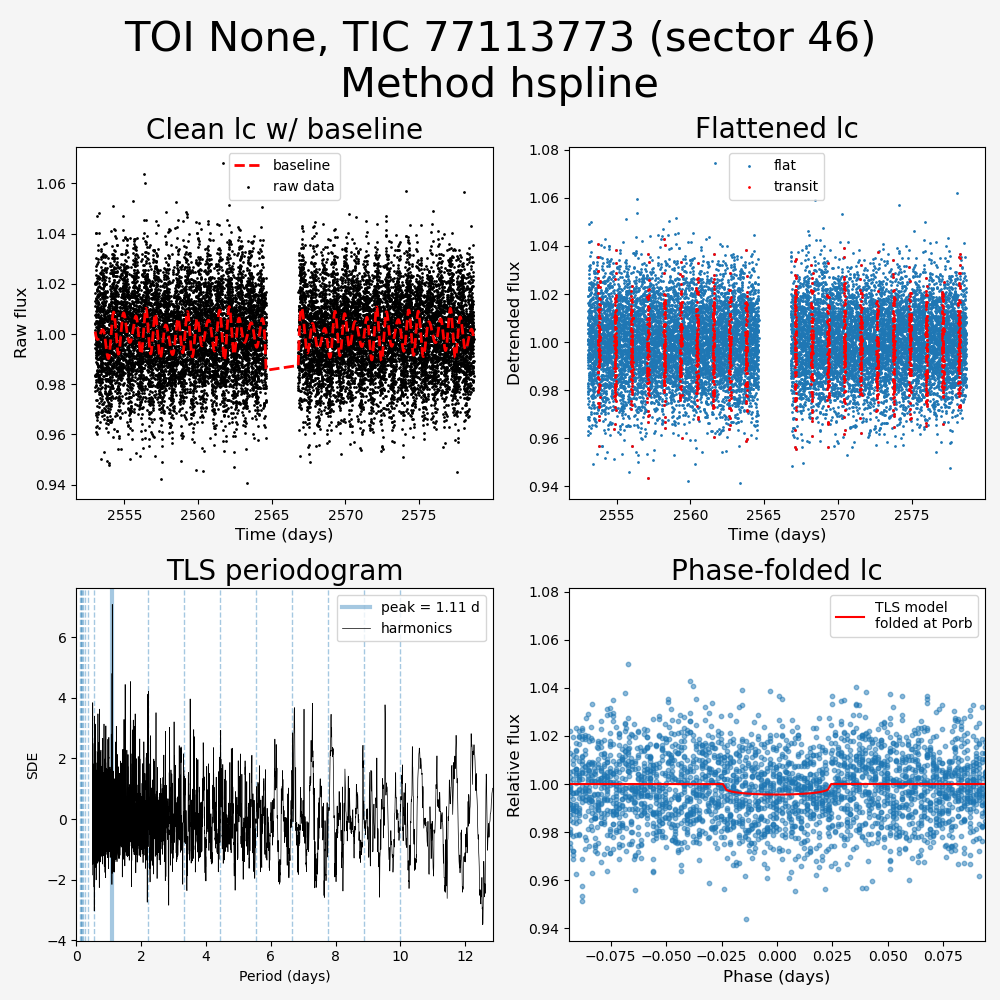 TOI None, TIC 77113773 (sector 46)
Method hspline
Clean lc w/ baseline
baseline
raw data
1.06
1.04
1.02
1.00
0.98
0.96
0.94
Raw flux
2555
2560
2565
2570
2575
Time (days)
Flattened lc
flat
transit
1.08
1.06
1.04
1.02
1.00
0.98
0.96
0.94
Detrended flux
2555
2560
2565
2570
2575
Time (days)
TLS periodogram
peak = 1.11 d
harmonics
6
4
2
0
−2
−4
SDE
0
2
4
6
8
10
12
Period (days)
Phase-folded lc
TLS model
folded at Porb
1.08
1.06
1.04
1.02
1.00
0.98
0.96
0.94
Relative flux
−0.075
−0.050
−0.025
0.000
0.025
0.050
0.075
Phase (days)